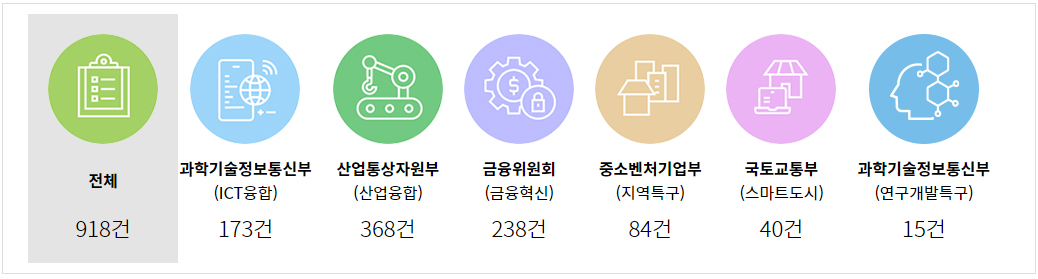 전체
918건
과학기술정보통신부
(ICT융합)
173건
산업통상자원부
(산업융합)
368건
금융위원회
(금융혁신)
238건
중소벤처기업부
(지역특구)
84건
국토교통부
(스마트도시)
40건
과학기술정보통신부
(연구개발특구)
15건